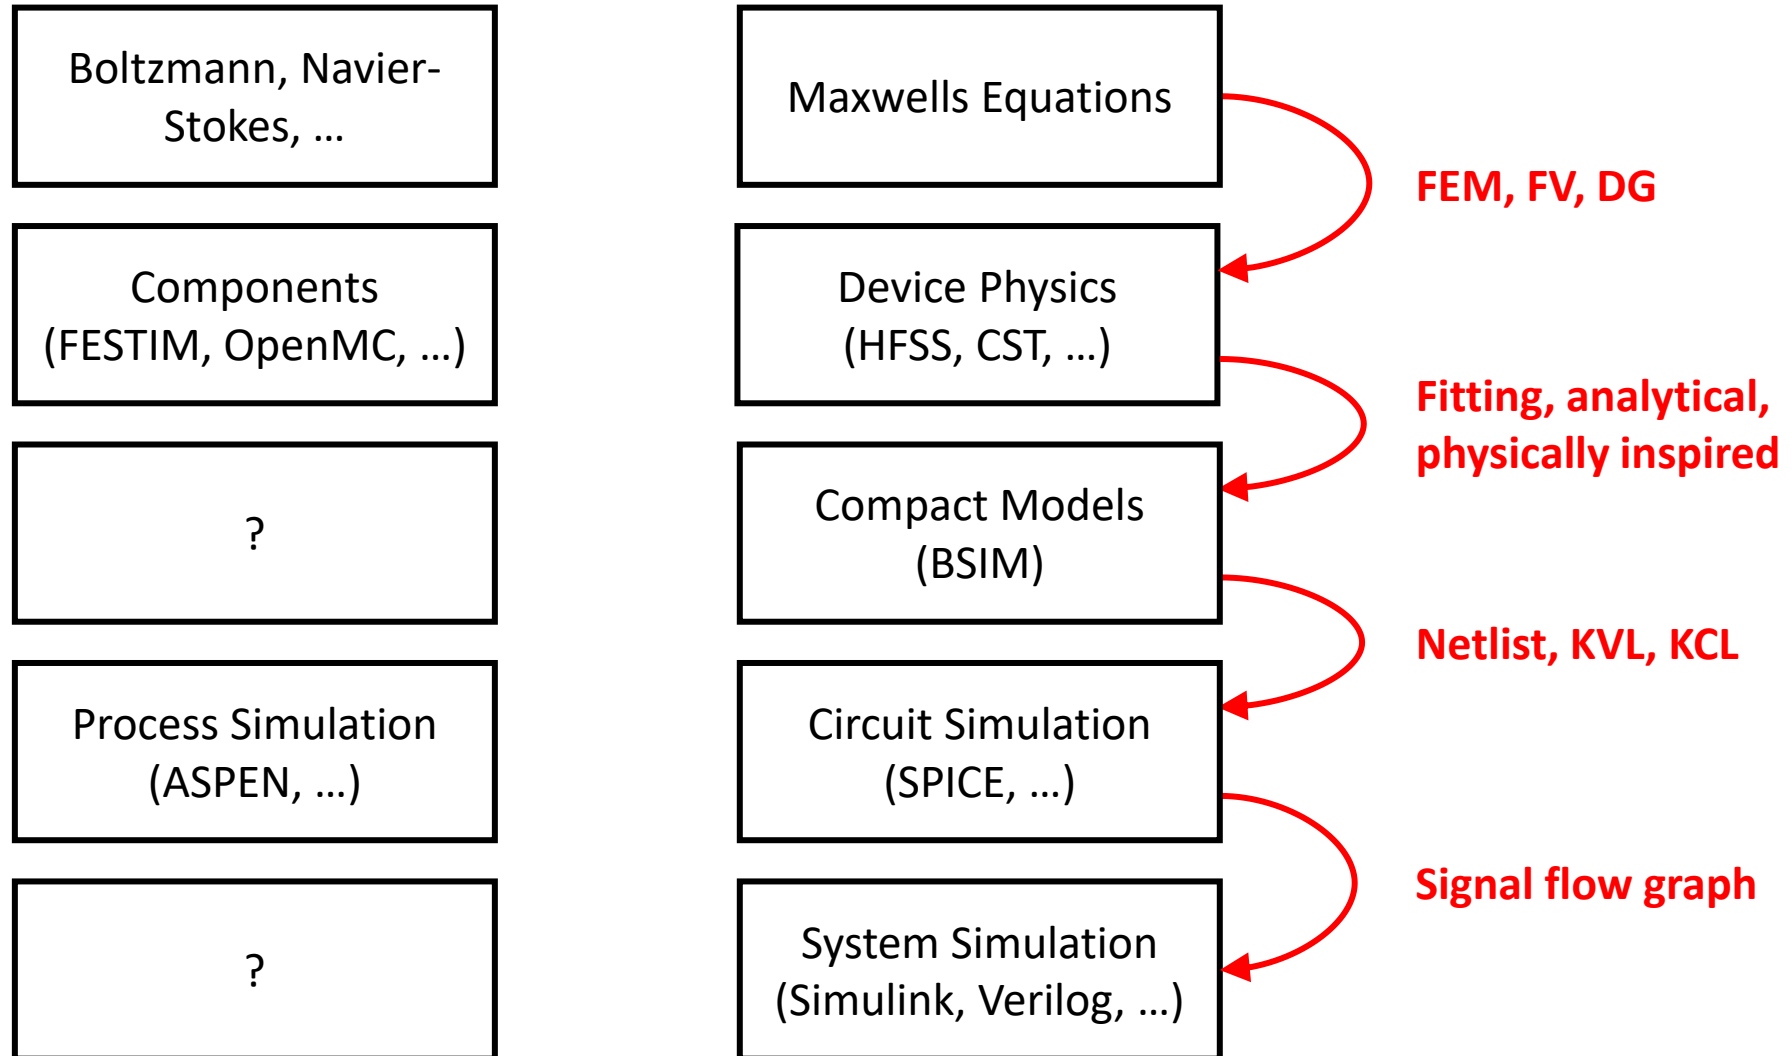 Boltzmann, Navier-
Stokes, ...
Maxwells Equations
FEM, FV, DG
Components
(FESTIM, OpenMC, ...)
Device Physics
(HFSS, CST, ...)
Fitting, analytical,
physically inspired
?
Compact Models
(BSIM)
Netlist, KVL, KCL
Process Simulation
(ASPEN, ...)
Circuit Simulation
(SPICE, ...)
Signal flow graph
?
System Simulation
(Simulink, Verilog, ...)